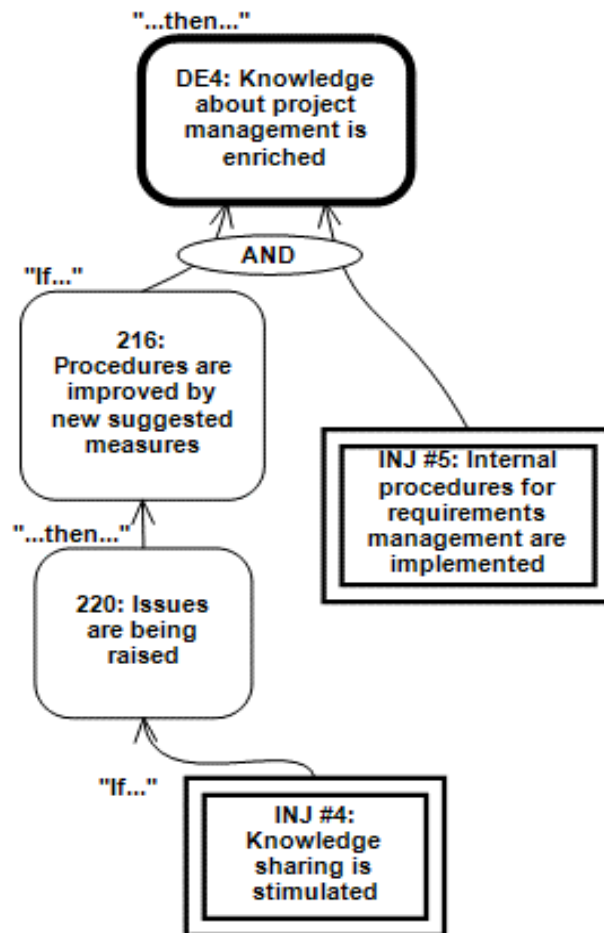 "...then..."
DE4: Knowledge
about project
management is
enriched
AND
"If..."
216:
Procedures are
improved by
new suggested
measures
INJ #5: Internal
procedures for
requirements
management are
implemented
"...then..."
220: Issues
are being
raised
"If..."
INJ #4:
Knowledge
sharing is
stimulated